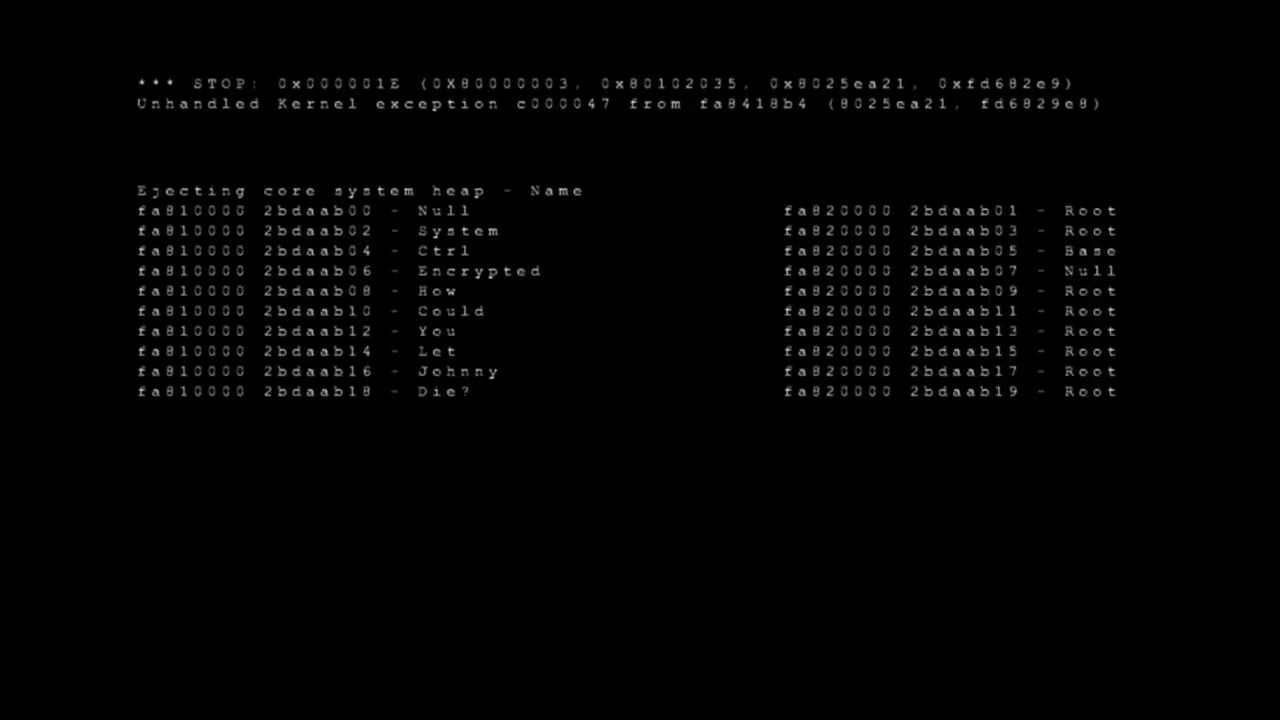 *** STOP: 0x000001E (0X80000003, 0x80102035, 0x8025ea21, 0xfd682e9)
Unhandled Kernel exception c000047 from fa8418b4 (8025ea21, fd6829e8)
Ejecting core system heap - Name
fa810000 2bdaab00 - Null fa820000 2bdaab01 - Root
fa810000 2bdaab02 - System fa820000 2bdaab03 - Root
fa810000 2bdaab04 - Ctrl fa820000 2bdaab05 - Base
fa810000 2bdaab06 - Encrypted fa820000 2bdaab07 - Null
fa810000 2bdaab08 - How fa820000 2bdaab09 - Root
fa810000 2bdaab10 - Could fa820000 2bdaab11 - Root
fa810000 2bdaab12 - You fa820000 2bdaab13 - Root
fa810000 2bdaab14 - Let fa820000 2bdaab15 - Root
fa810000 2bdaab16 - Johnny fa820000 2bdaab17 - Root
fa810000 2bdaab18 - Die? fa820000 2bdaab19 - Root